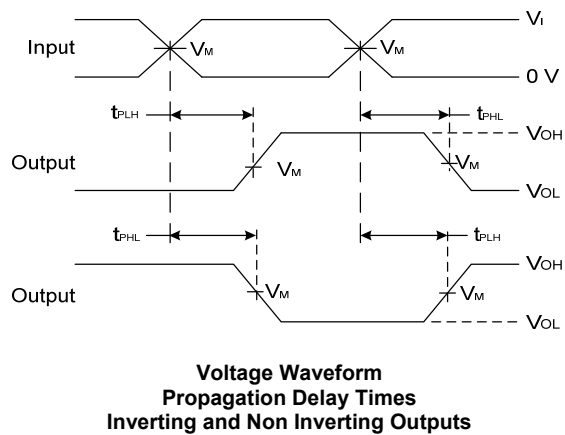 VI
Input
VM
VM
0 V
tPLH
tPHL
VOH
Output
VM
VM
VOL
tPHL
tPLH
VOH
Output
VM
VM
VOL
Voltage Waveform
Propagation Delay Times
Inverting and Non Inverting Outputs